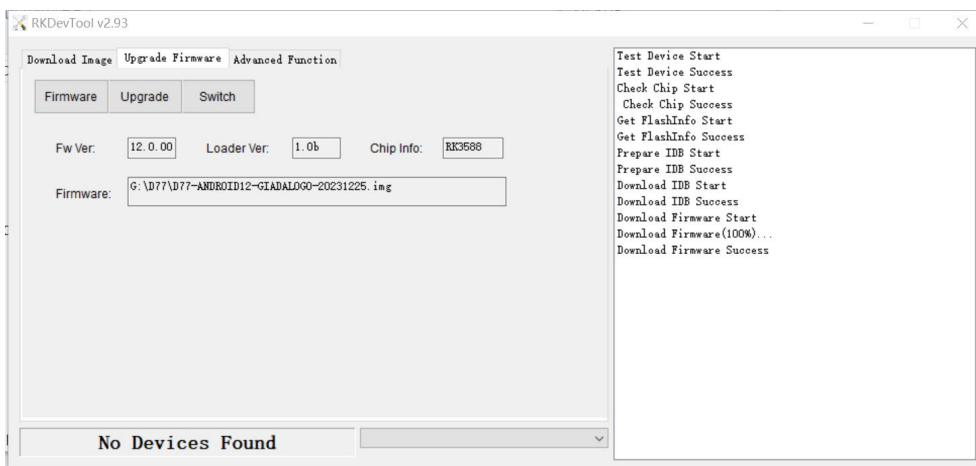 RKDevTool v2.93
Download Image Upgrade Firmware Advanced Function
Firmware Upgrade Switch
Fw Ver: 12.0.00 Loader Ver: 1.0b Chip Info: RK3588
Firmware: G:\D77\D77-ANDROID12-GIADALOGO-20231225.img
No Devices Found
Test Device Start
Test Device Success
Check Chip Start
Check Chip Success
Get FlashInfo Start
Get FlashInfo Success
Prepare IDB Start
Prepare IDB Success
Download IDB Start
Download IDB Success
Download Firmware Start
Download Firmware(100%)...
Download Firmware Success